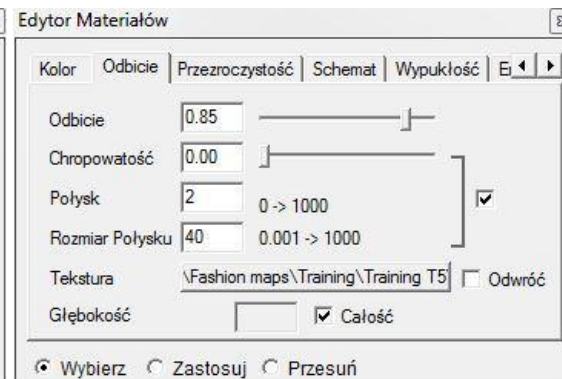 Edytor Materiałów
Kolor Odbicie Przezroczystość Schemat Wypukłość
Odbicie 0.85
Chropowatość 0.00
Połysk 2 0 -> 1000
Rozmiar Połysku 40 0.001 -> 1000
Tekstura \Fashion maps\Training\Training T5 Odwróć
Głębokość Całość
Wybierz Zastosuj Przesuń